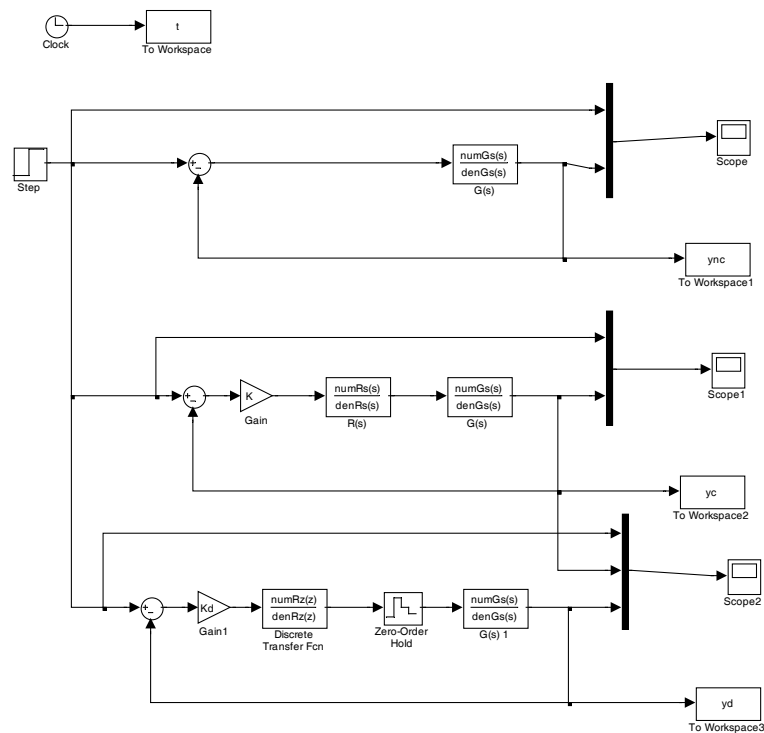 t
Clock
To Workspace
numGs(s)
denGs(s)
G(s)
Scope
Step
+
−
ync
To Workspace1
numRs(s)
denRs(s)
R(s)
numGs(s)
denGs(s)
G(s)
K
Gain
+
−
Scope1
yc
To Workspace2
numRz(z)
denRz(z)
Discrete
Transfer Fcn
Zero-Order
Hold
numGs(s)
denGs(s)
G(s) 1
Kd
Gain1
+
−
Scope2
yd
To Workspace3